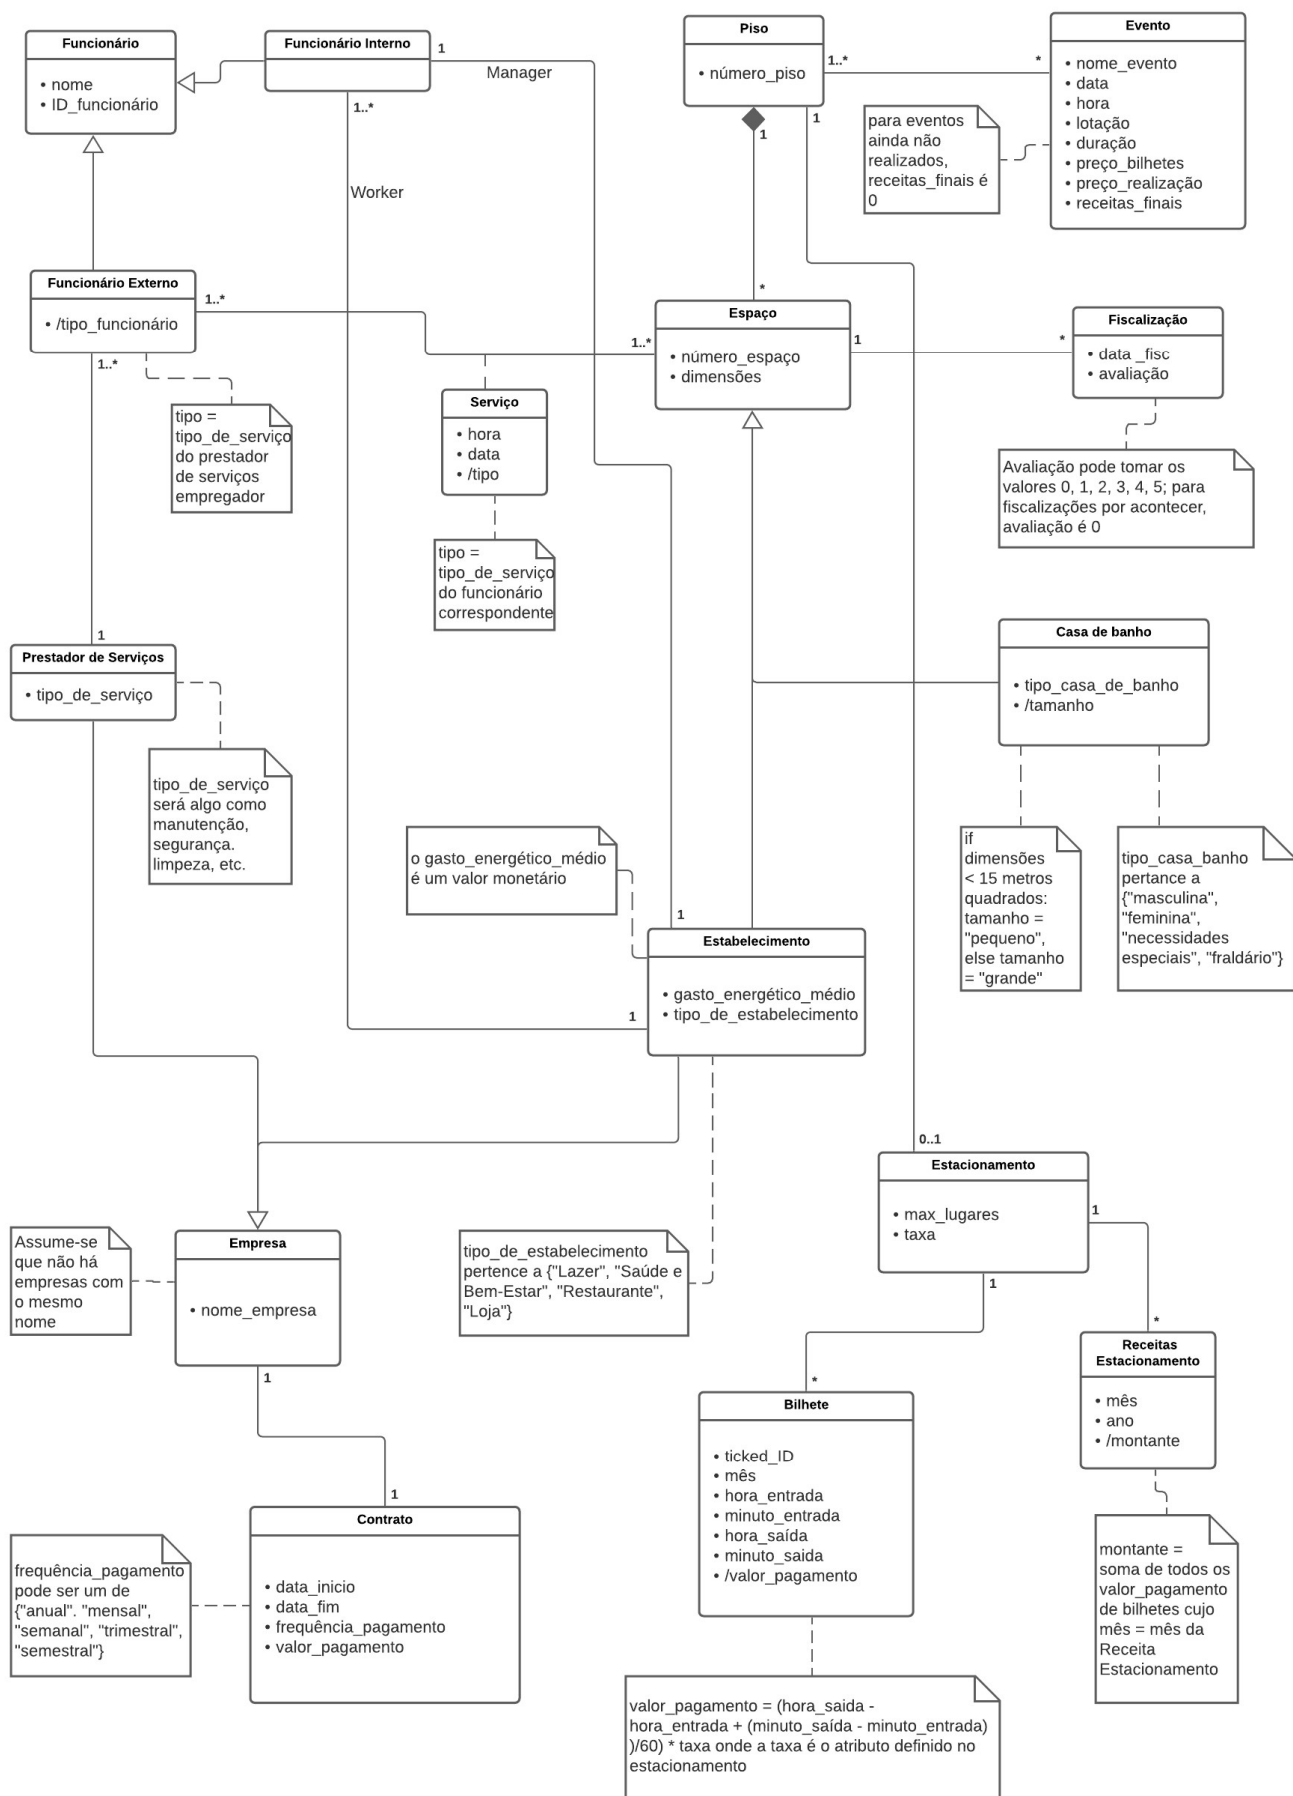 Funcionário
• nome
• ID_funcionário
Funcionário Interno
1
Manager
1..*
Worker
Piso
• número_piso
1..*
*
1
1
Evento
• nome_evento
• data
• hora
• lotação
• duração
• preço_bilhetes
• preço_realização
• receitas_finais
para eventos
ainda não
realizados,
receitas_finais é
0
Funcionário Externo
• /tipo_funcionário
1..*
1..*
1..*
*
Espaço
• número_espaço
• dimensões
1
*
Fiscalização
• data _fisc
• avaliação
Serviço
• hora
• data
• /tipo
tipo =
tipo_de_serviço
do prestador
de serviços
empregador
Avaliação pode tomar os
valores 0, 1, 2, 3, 4, 5; para
fiscalizações por acontecer,
avaliação é 0
tipo =
tipo_de_serviço
do funcionário
correspondente
1
Prestador de Serviços
• tipo_de_serviço
Casa de banho
• tipo_casa_de_banho
• /tamanho
tipo_de_serviço
será algo como
manutenção,
segurança.
limpeza, etc.
o gasto_energético_médio
é um valor monetário
if
dimensões
< 15 metros
quadrados:
tamanho =
"pequeno",
else tamanho
= "grande"
tipo_casa_banho
pertance a
{"masculina",
"feminina",
"necessidades
especiais", "fraldário"}
1
1
Estabelecimento
• gasto_energético_médio
• tipo_de_estabelecimento
0..1
Estacionamento
• max_lugares
• taxa
1
1
Assume-se
que não há
empresas com
o mesmo
nome
Empresa
• nome_empresa
1
tipo_de_estabelecimento
pertence a {"Lazer", "Saúde e
Bem-Estar", "Restaurante",
"Loja"}
*
Receitas
Estacionamento
• mês
• ano
• /montante
*
Bilhete
• ticked_ID
• mês
• hora_entrada
• minuto_entrada
• hora_saída
• minuto_saida
• /valor_pagamento
1
Contrato
• data_inicio
• data_fim
• frequência_pagamento
• valor_pagamento
frequência_pagamento
pode ser um de
{"anual". "mensal",
"semanal", "trimestral",
"semestral"}
montante =
soma de todos os
valor_pagamento
de bilhetes cujo
mês = mês da
Receita
Estacionamento
valor_pagamento = (hora_saida -
hora_entrada + (minuto_saída - minuto_entrada)
)/60) * taxa onde a taxa é o atributo definido no
estacionamento